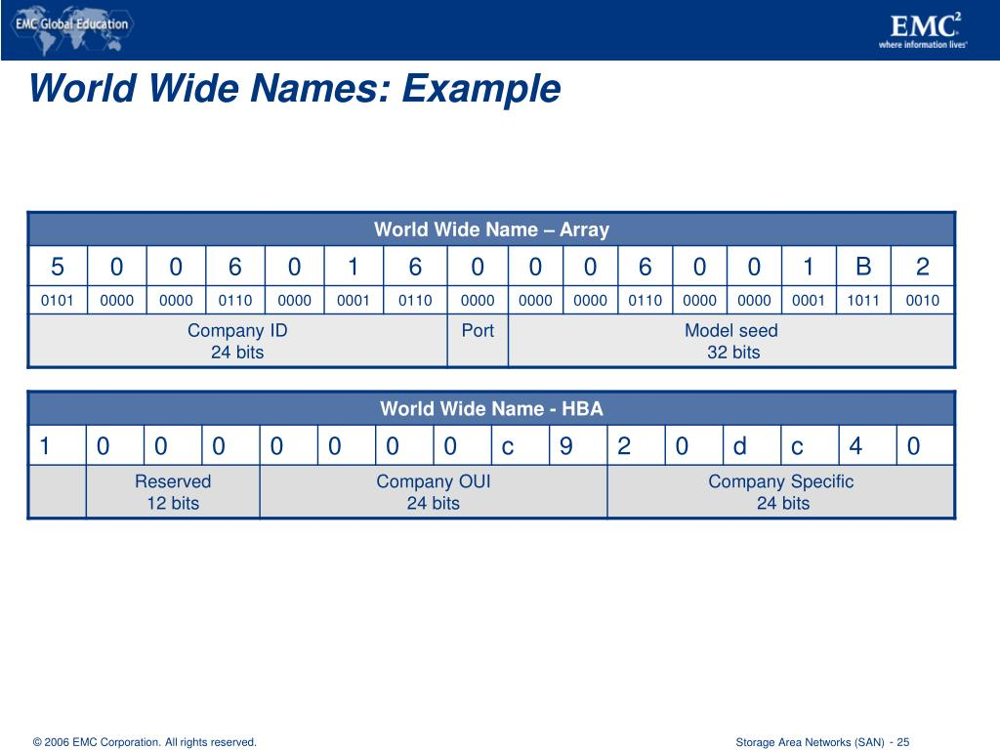 EMC Global Education
EMC²
where information lives®
World Wide Names: Example
World Wide Name – Array
5 0 0 6 0 1 6 0 0 0 6 0 0 1 B 2
0101 0000 0000 0110 0000 0001 0110 0000 0000 0000 0110 0000 0000 0001 1011 0010
Company ID Port Model seed
24 bits 32 bits
World Wide Name - HBA
1 0 0 0 0 0 0 0 c 9 2 0 d c 4 0
Reserved Company OUI Company Specific
12 bits 24 bits 24 bits
© 2006 EMC Corporation. All rights reserved. Storage Area Networks (SAN) - 25